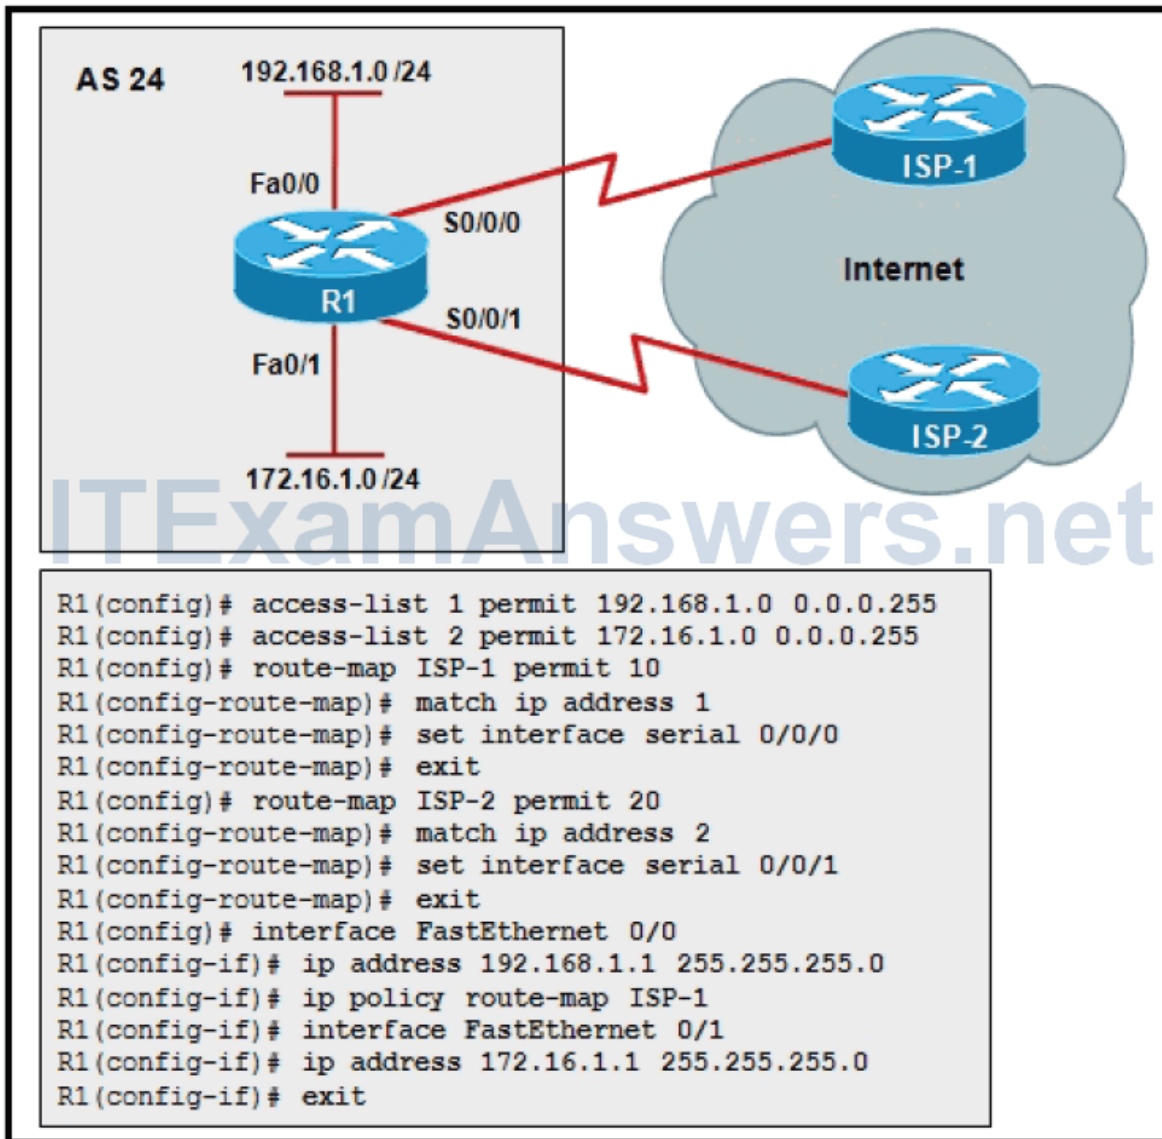 AS 24
192.168.1.0 /24
Fa0/0
S0/0/0
R1
S0/0/1
Fa0/1
172.16.1.0 /24
ISP-1
Internet
ISP-2
ITExamAnswers.net
R1(config)# access-list 1 permit 192.168.1.0 0.0.0.255
R1(config)# access-list 2 permit 172.16.1.0 0.0.0.255
R1(config)# route-map ISP-1 permit 10
R1(config-route-map)# match ip address 1
R1(config-route-map)# set interface serial 0/0/0
R1(config-route-map)# exit
R1(config)# route-map ISP-2 permit 20
R1(config-route-map)# match ip address 2
R1(config-route-map)# set interface serial 0/0/1
R1(config-route-map)# exit
R1(config)# interface FastEthernet 0/0
R1(config-if)# ip address 192.168.1.1 255.255.255.0
R1(config-if)# ip policy route-map ISP-1
R1(config-if)# interface FastEthernet 0/1
R1(config-if)# ip address 172.16.1.1 255.255.255.0
R1(config-if)# exit